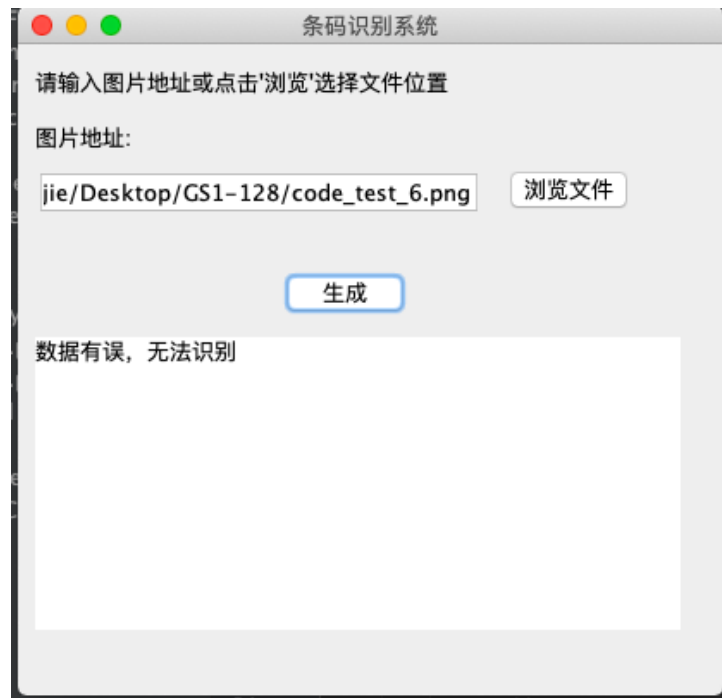 条码识别系统
请输入图片地址或点击'浏览'选择文件位置
图片地址:
jie/Desktop/GS1-128/code_test_6.png 浏览文件
生成
数据有误，无法识别